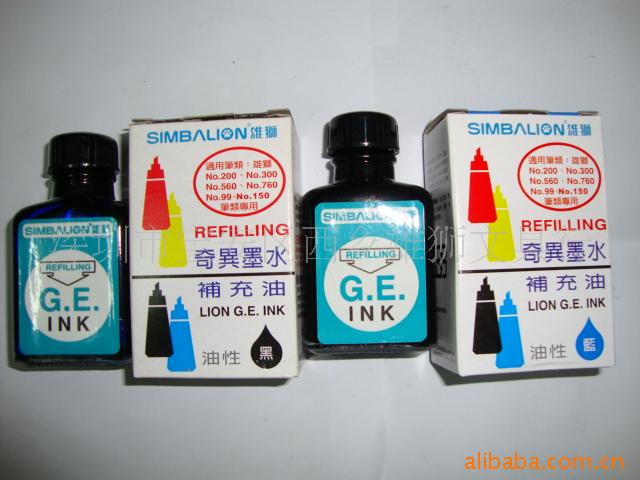 SIMBALION
REFILLING
G.E.
INK
SIMBALION 雄獅
適用筆類：雄獅
No.200、No.300
No.560、No.760
No.99、No.150
筆類專用
REFILLING
奇異墨水
補充油
LION G.E. INK
油性
黑
SIMBALION
REFILLING
G.E.
INK
SIMBALION 雄獅
適用筆類：雄獅
No.200、No.300
No.560、No.760
No.99、No.150
筆類專用
REFILLING
奇異墨水
補充油
LION G.E. INK
油性
藍
alibaba.com.cn